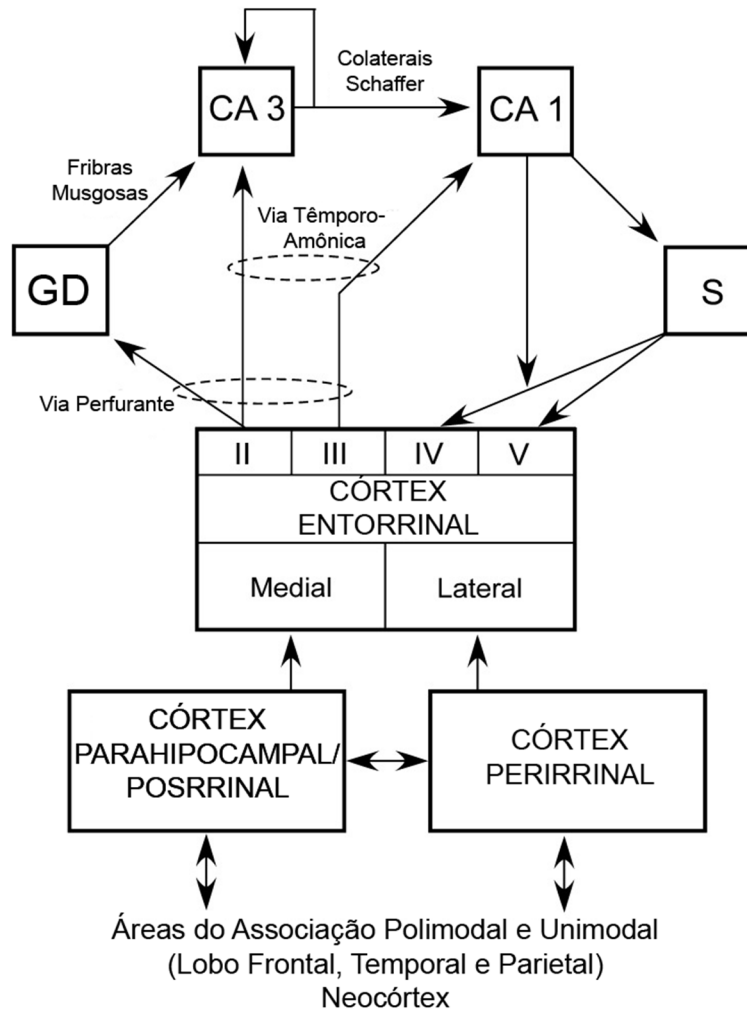 Colaterais
Schaffer
CA 3
CA 1
Fribras
Musgosas
Via Têmporo-
Amônica
GD
S
Via Perfurante
II
III
IV
V
CÓRTEX
ENTORRINAL
Medial
Lateral
CÓRTEX
PARAHIPOCAMPAL/
POSRRINAL
CÓRTEX
PERIRRINAL
Áreas do Associação Polimodal e Unimodal
(Lobo Frontal, Temporal e Parietal)
Neocórtex